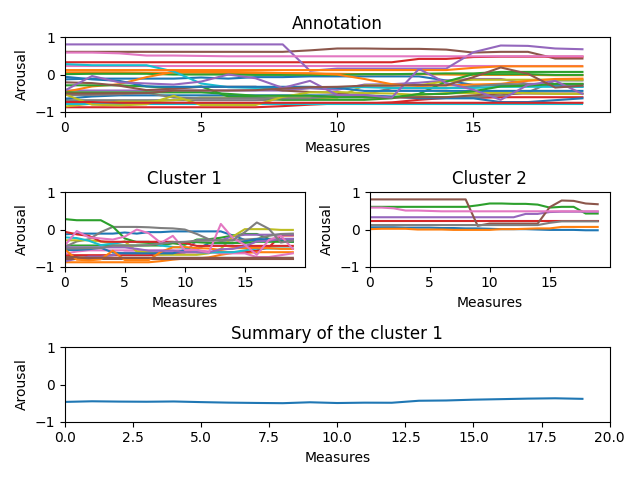 Annotation
1
0
−1
Arousal
0 5 10 15
Measures
Cluster 1
1
0
−1
Arousal
0 5 10 15
Measures
Cluster 2
1
0
−1
Arousal
0 5 10 15
Measures
Summary of the cluster 1
1
0
−1
Arousal
0.0 2.5 5.0 7.5 10.0 12.5 15.0 17.5 20.0
Measures